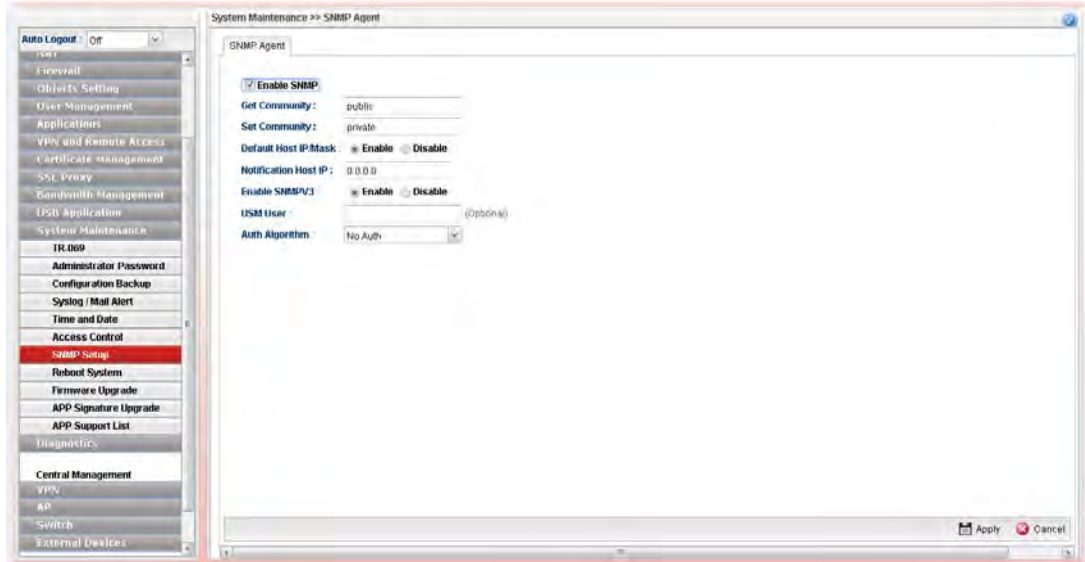 System Maintenance >> SNMP Agent
Auto Logout : Off
SNMP Agent
NAT
Firewall
Objects Setting
User Management
Applications
VPN and Remote Access
Certificate Management
SSL Proxy
Bandwidth Management
USB Application
System Maintenance
TR-069
Administrator Password
Configuration Backup
Syslog / Mail Alert
Time and Date
Access Control
SNMP Setup
Reboot System
Firmware Upgrade
APP Signature Upgrade
APP Support List
Diagnostics
Central Management
VPN
AP
Switch
External Devices
Enable SNMP
Get Community : public
Set Community : private
Default Host IP/Mask : Enable Disable
Notification Host IP : 0.0.0.0
Enable SNMPV3 Enable Disable
USM User : (Optional)
Auth Algorithm : No Auth
Apply Cancel